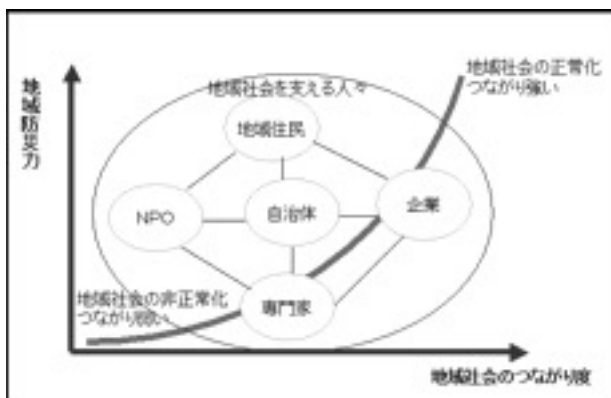 地域防災力
地域社会の正常化
つながり強い
地域社会を支える人々
地域住民
NPO
自治体
企業
地域社会の非正常化
つながり弱い
専門家
地域社会のつながり度